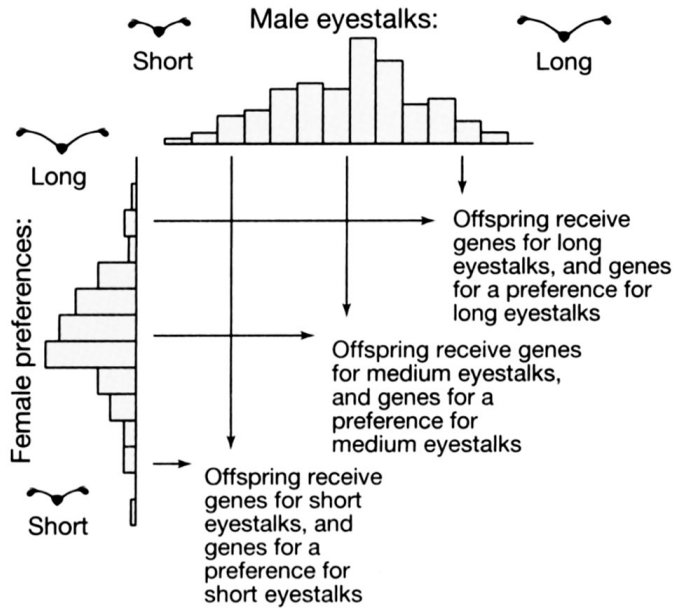 Male eyestalks:
Short
Long
Long
Female preferences:
Short
Offspring receive
genes for long
eyestalks, and genes
for a preference for
long eyestalks
Offspring receive genes
for medium eyestalks,
and genes for a
preference for
medium eyestalks
Offspring receive
genes for short
eyestalks, and
genes for a
preference for
short eyestalks